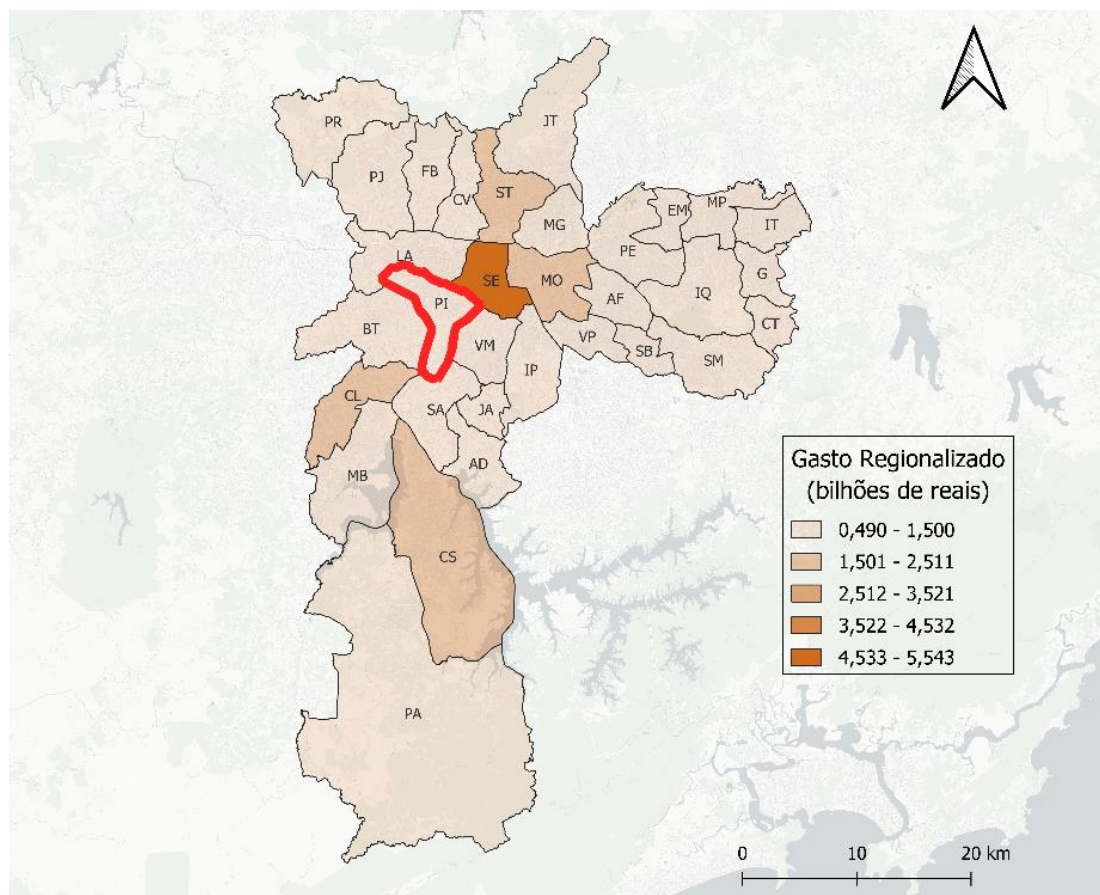 JT
PR
PJ
FB
CV
ST
MG
EM
MP
IT
PE
LA
SE
MO
G
PI
AF
IQ
BT
CT
VM
VP
SB
IP
SM
CL
SA
JA
AD
MB
CS
PA
Gasto Regionalizado
(bilhões de reais)
0,490 - 1,500
1,501 - 2,511
2,512 - 3,521
3,522 - 4,532
4,533 - 5,543
0 10 20 km